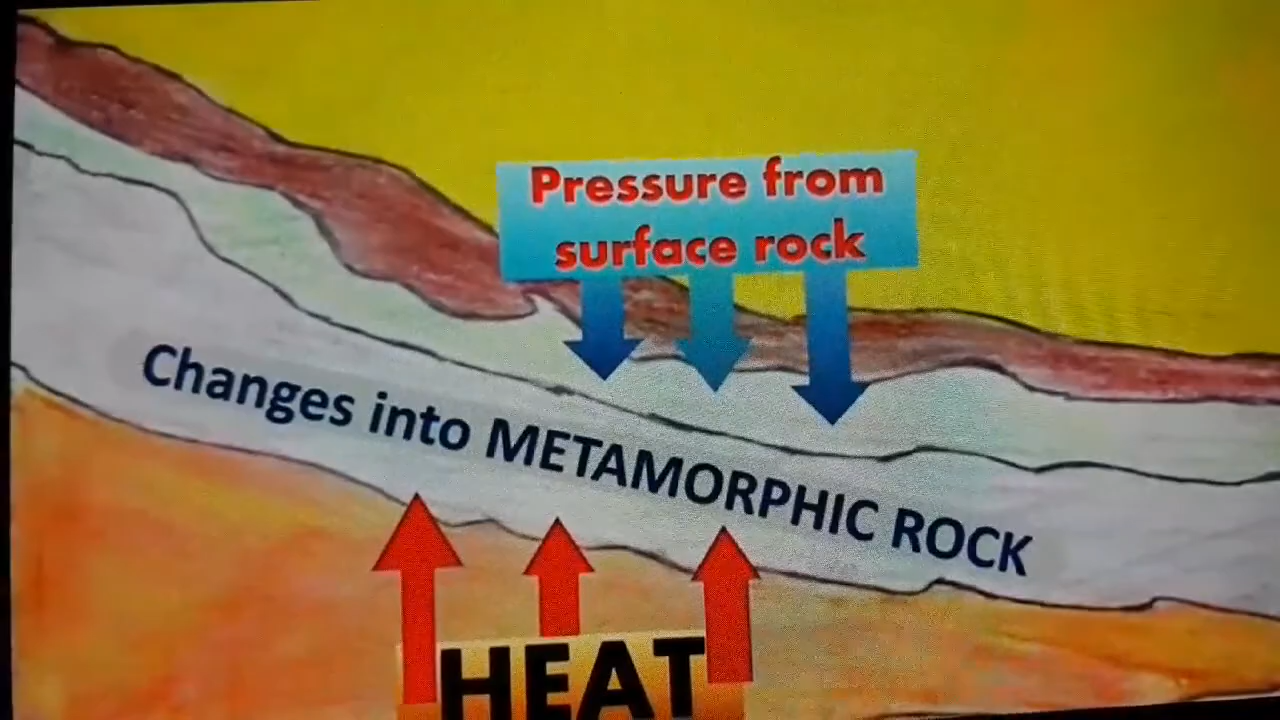 Pressure from
surface rock
Changes into METAMORPHIC ROCK
HEAT